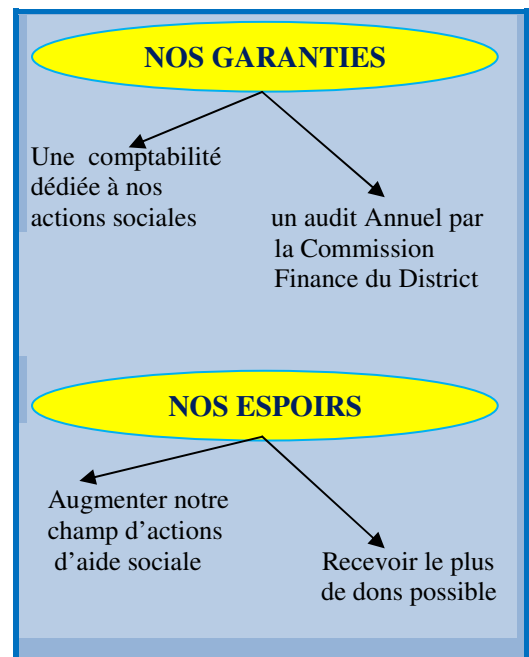 NOS GARANTIES
Une comptabilité
dédiée à nos
actions sociales
un audit Annuel par
la Commission
Finance du District
NOS ESPOIRS
Augmenter notre
champ d’actions
d’aide sociale
Recevoir le plus
de dons possible